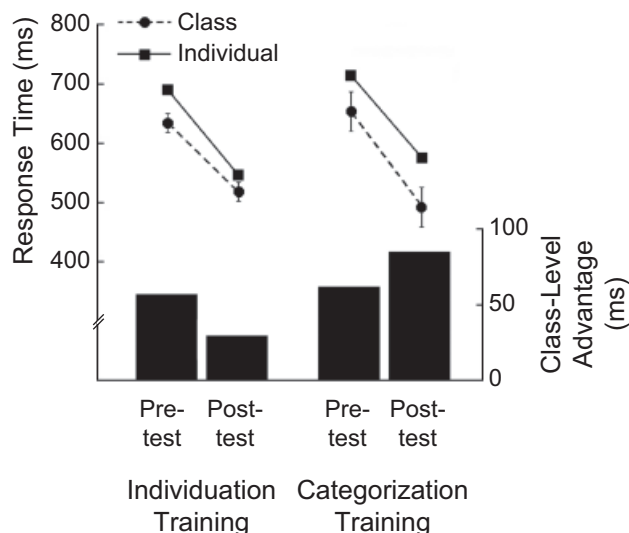 800
700
600
500
400
Response Time (ms)
Class
Individual
100
50
0
Class-Level
Advantage
(ms)
Pre-
test
Post-
test
Pre-
test
Post-
test
Individuation
Training
Categorization
Training